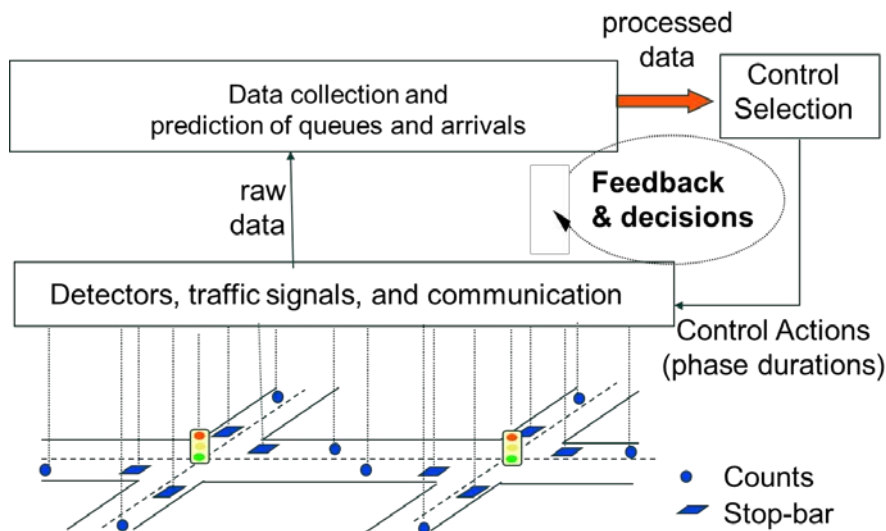 processed
data
Data collection and
prediction of queues and arrivals
Control
Selection
raw
data
Feedback
& decisions
Detectors, traffic signals, and communication
Control Actions
(phase durations)
Counts
Stop-bar